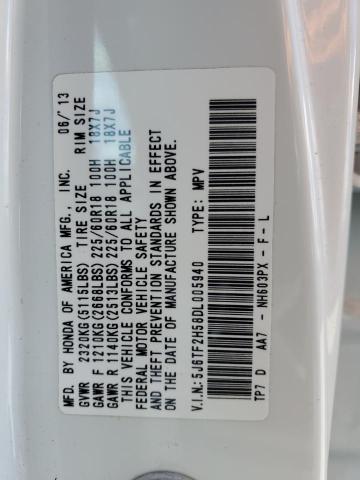 MFD. BY HONDA OF AMERICA MFG., INC. 06/13
GVWR 2320KG(5115LBS) TIRE SIZE RIM SIZE
GAWR F 1210KG(2668LBS) 225/60R18 100H 18X7J
GAWR R 1140KG(2513LBS) 225/60R18 100H 18X7J
THIS VEHICLE CONFORMS TO ALL APPLICABLE
FEDERAL MOTOR VEHICLE SAFETY
AND THEFT PREVENTION STANDARDS IN EFFECT
ON THE DATE OF MANUFACTURE SHOWN ABOVE.
V.I.N.:5J6TF2H58DL005940 TYPE: MPV
TP7 D AA7 - NH603PX - F - L